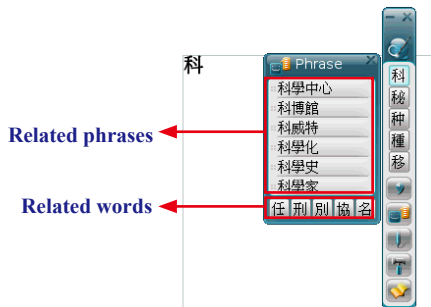 科
Phrase
科學中心
科博館
科威特
科學化
科學史
科學家
任 刑 別 協 名
科
秘
种
種
移
Related phrases
Related words